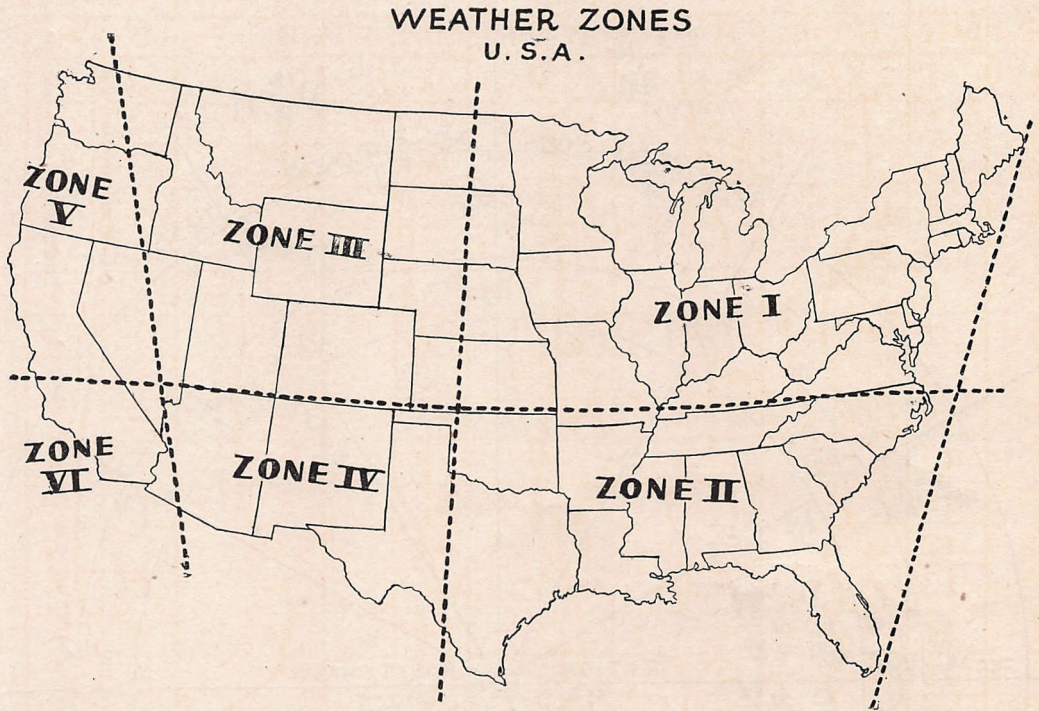 WEATHER ZONES
U.S.A.
ZONE
V
ZONE III
ZONE I
ZONE
VI
ZONE IV
ZONE II